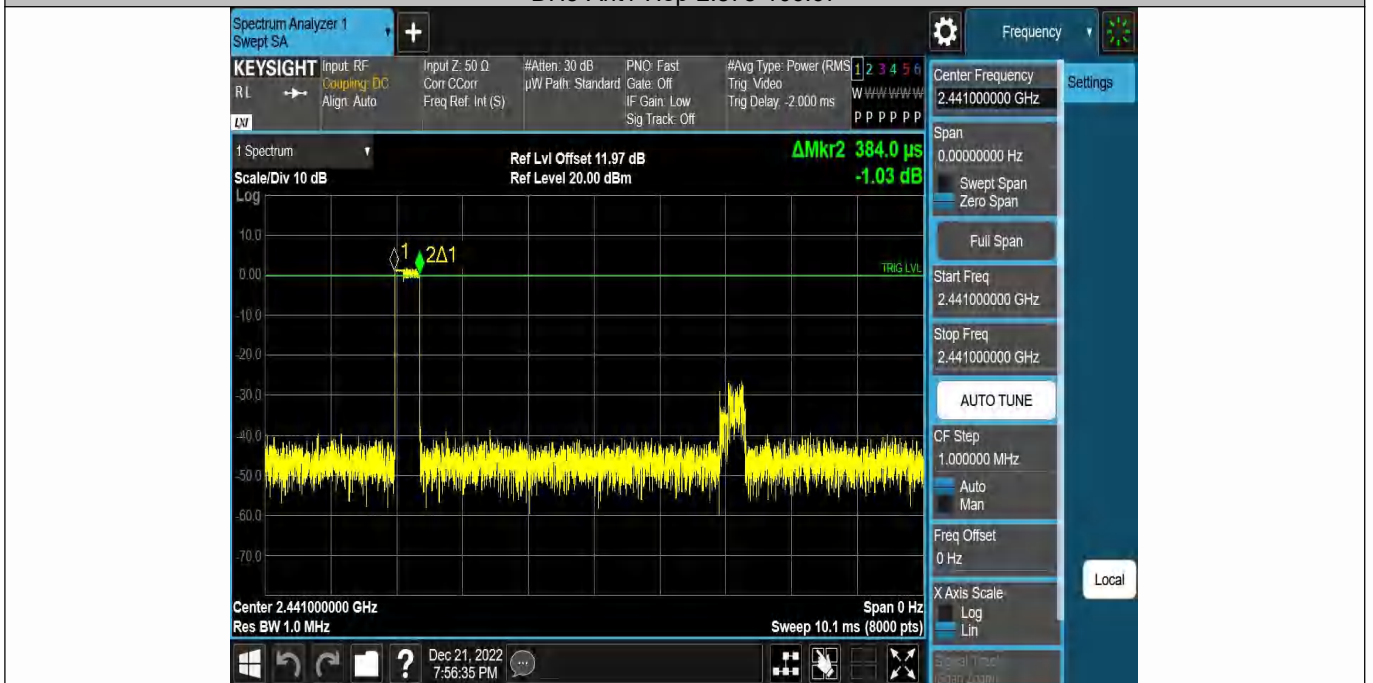 Spectrum Analyzer 1
Swept SA
+
Frequency
KEYSIGHT
RL
LXI
Input: RF
Coupling: DC
Align: Auto
Input Z: 50 Ω
Corr CCorr
Freq Ref: Int (S)
#Atten: 30 dB
µW Path: Standard
PNO: Fast
Gate: Off
IF Gain: Low
Sig Track: Off
#Avg Type: Power (RMS
Trig: Video
Trig Delay: -2.000 ms
1 2 3 4 5 6
W W W W W W
P P P P P P
Center Frequency
2.441000000 GHz
Settings
1 Spectrum
Scale/Div 10 dB
Log
Ref Lvl Offset 11.97 dB
Ref Level 20.00 dBm
ΔMkr2 384.0 µs
-1.03 dB
Span
0.00000000 Hz
Swept Span
Zero Span
Full Span
Start Freq
2.441000000 GHz
Stop Freq
2.441000000 GHz
AUTO TUNE
CF Step
1.000000 MHz
Auto
Man
Freq Offset
0 Hz
X Axis Scale
Log
Lin
Signal Track
(Span Zoom)
Local
10.0
0.00
-10.0
-20.0
-30.0
-40.0
-50.0
-60.0
-70.0
1
2Δ1
TRIG LVL
Center 2.441000000 GHz
Res BW 1.0 MHz
Span 0 Hz
Sweep 10.1 ms (8000 pts)
?
Dec 21, 2022
7:56:35 PM